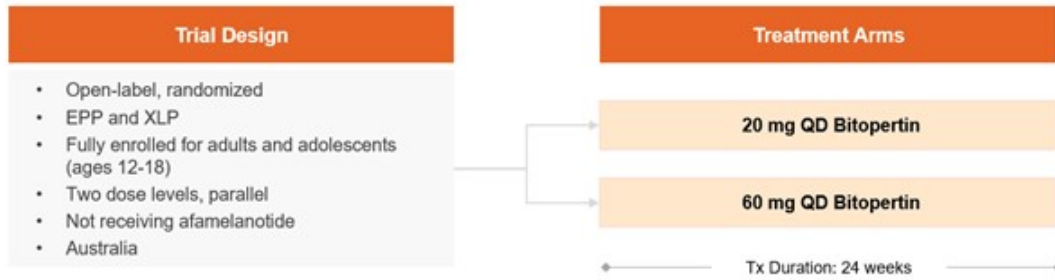 Trial Design
• Open-label, randomized
• EPP and XLP
• Fully enrolled for adults and adolescents
(ages 12-18)
• Two dose levels, parallel
• Not receiving afamelanotide
• Australia
Treatment Arms
20 mg QD Bitopertin
60 mg QD Bitopertin
Tx Duration: 24 weeks